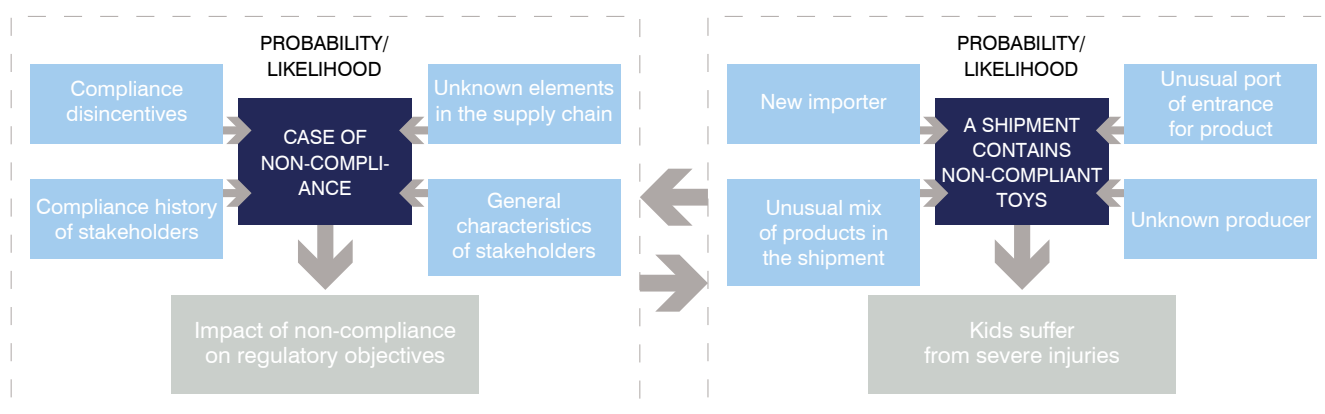 PROBABILITY/
LIKELIHOOD
Compliance
disincentives
Unknown elements
in the supply chain
CASE OF
NON-COMPLI-
ANCE
Compliance history
of stakeholders
General
characteristics
of stakeholders
Impact of non-compliance
on regulatory objectives
PROBABILITY/
LIKELIHOOD
New importer
Unusual port
of entrance
for product
A SHIPMENT
CONTAINS
NON-COMPLIANT
TOYS
Unusual mix
of products in
the shipment
Unknown producer
Kids suffer
from severe injuries